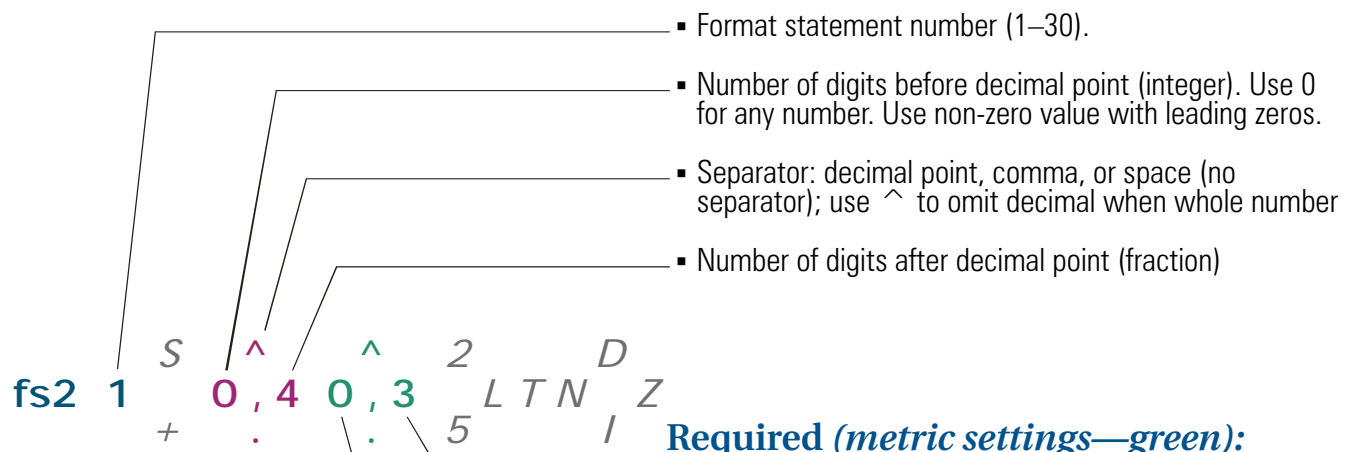 ▪ Format statement number (1–30).
▪ Number of digits before decimal point (integer). Use 0
for any number. Use non-zero value with leading zeros.
▪ Separator: decimal point, comma, or space (no
separator); use ^ to omit decimal when whole number
▪ Number of digits after decimal point (fraction)
S ^ ^ 2 D
fs2 1 0 , 4 0 , 3 L T N Z
+ . . 5 I
Required (metric settings—green):